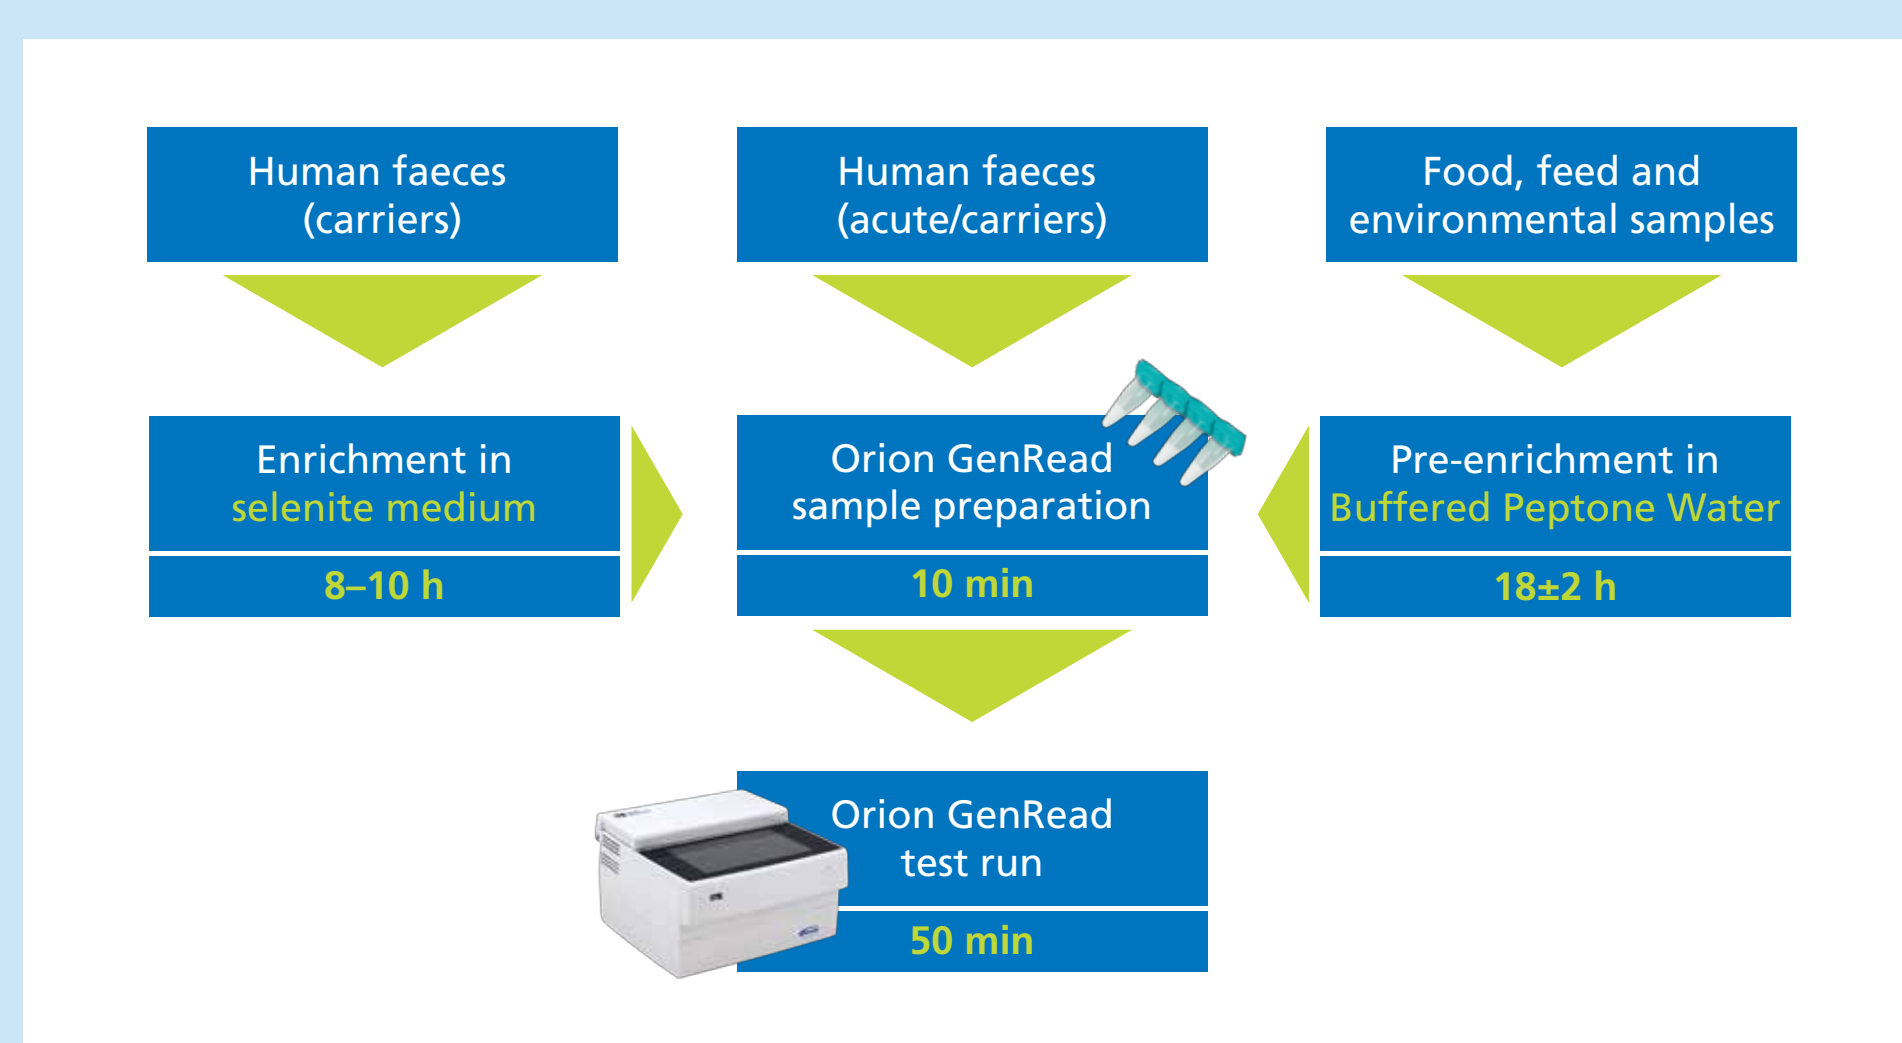 Human faeces
(carriers)
Human faeces
(acute/carriers)
Food, feed and
environmental samples
Enrichment in
selenite medium
8–10 h
Orion GenRead
sample preparation
10 min
Pre-enrichment in
Buffered Peptone Water
18±2 h
Orion GenRead
test run
50 min